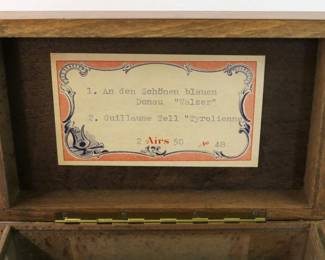 1. An den Schönen blauen
Donau "Walzer"
2. Guillaume Tell "Tyrolienne
2 Airs 50 No 48